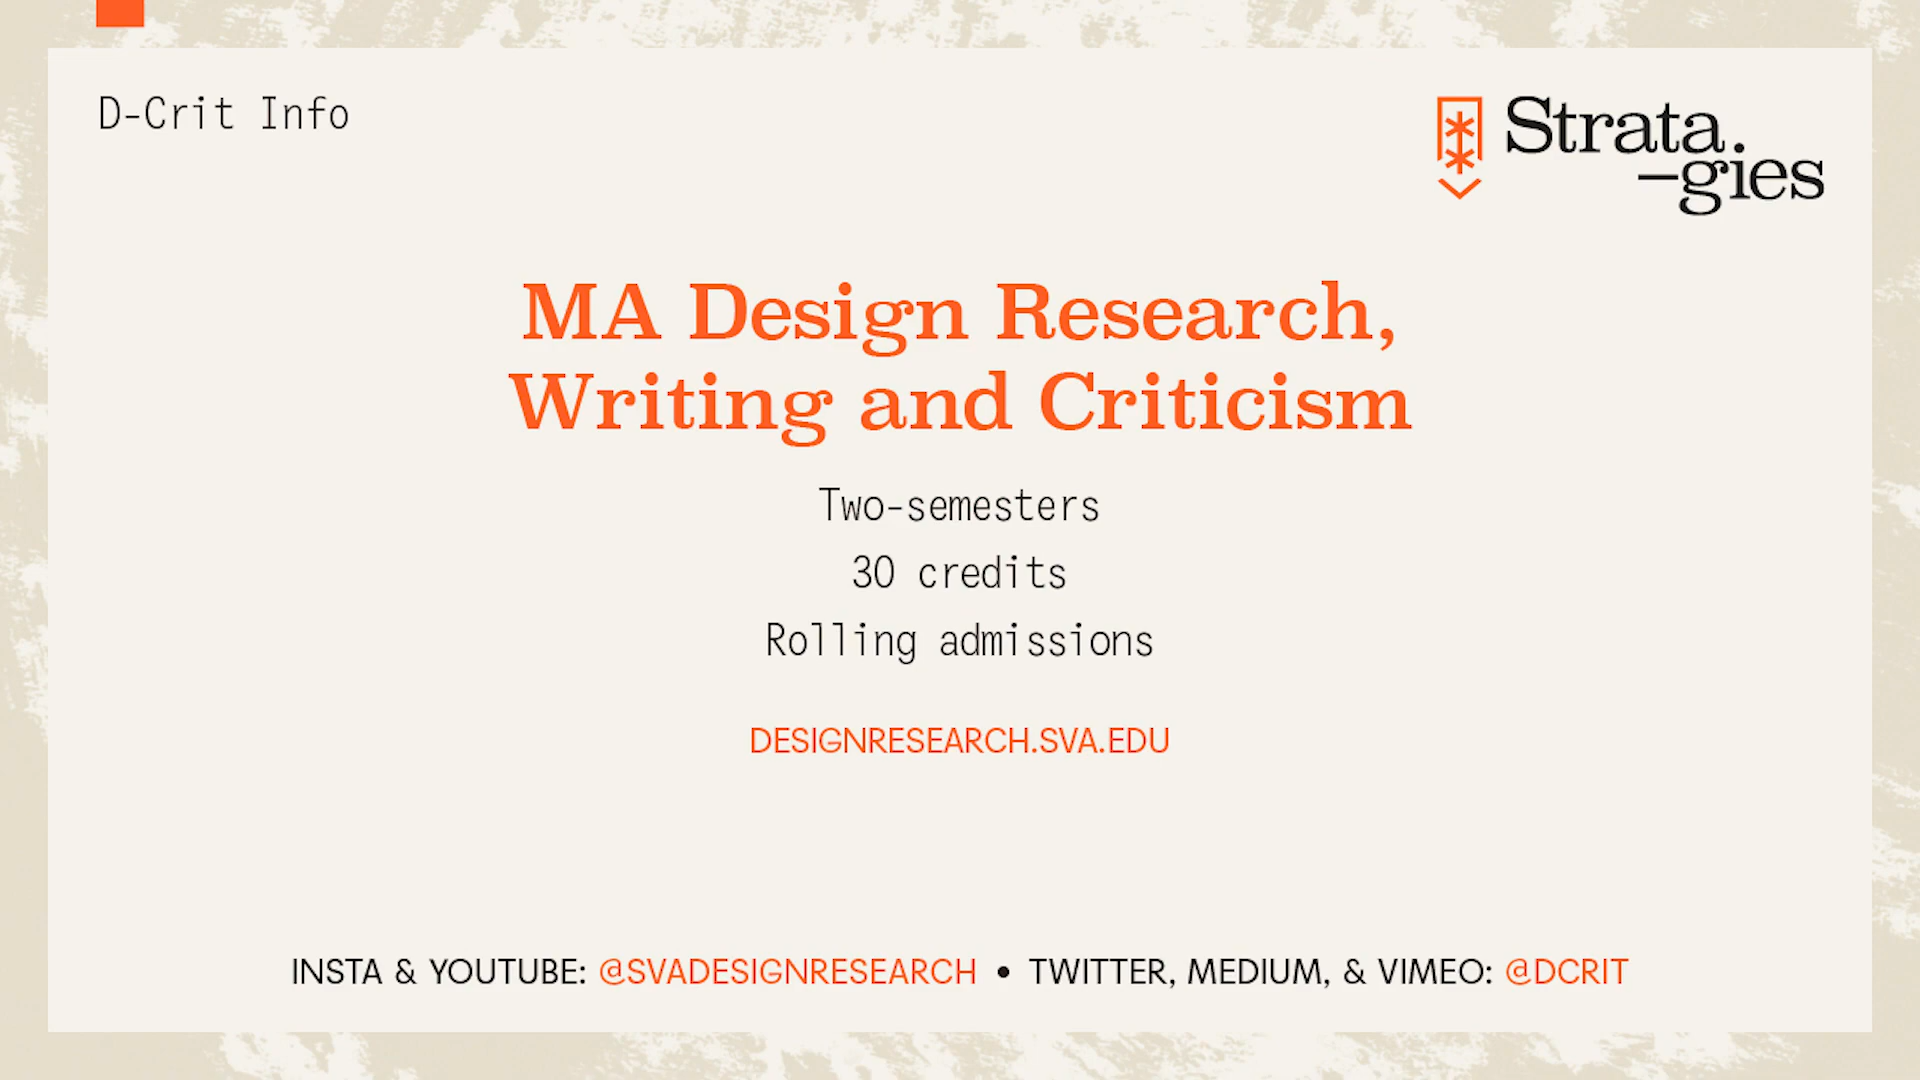 D-Crit Info
Strata.
–gies
MA Design Research,
Writing and Criticism
Two-semesters
30 credits
Rolling admissions
DESIGNRESEARCH.SVA.EDU
INSTA & YOUTUBE: @SVADESIGNRESEARCH • TWITTER, MEDIUM, & VIMEO: @DCRIT